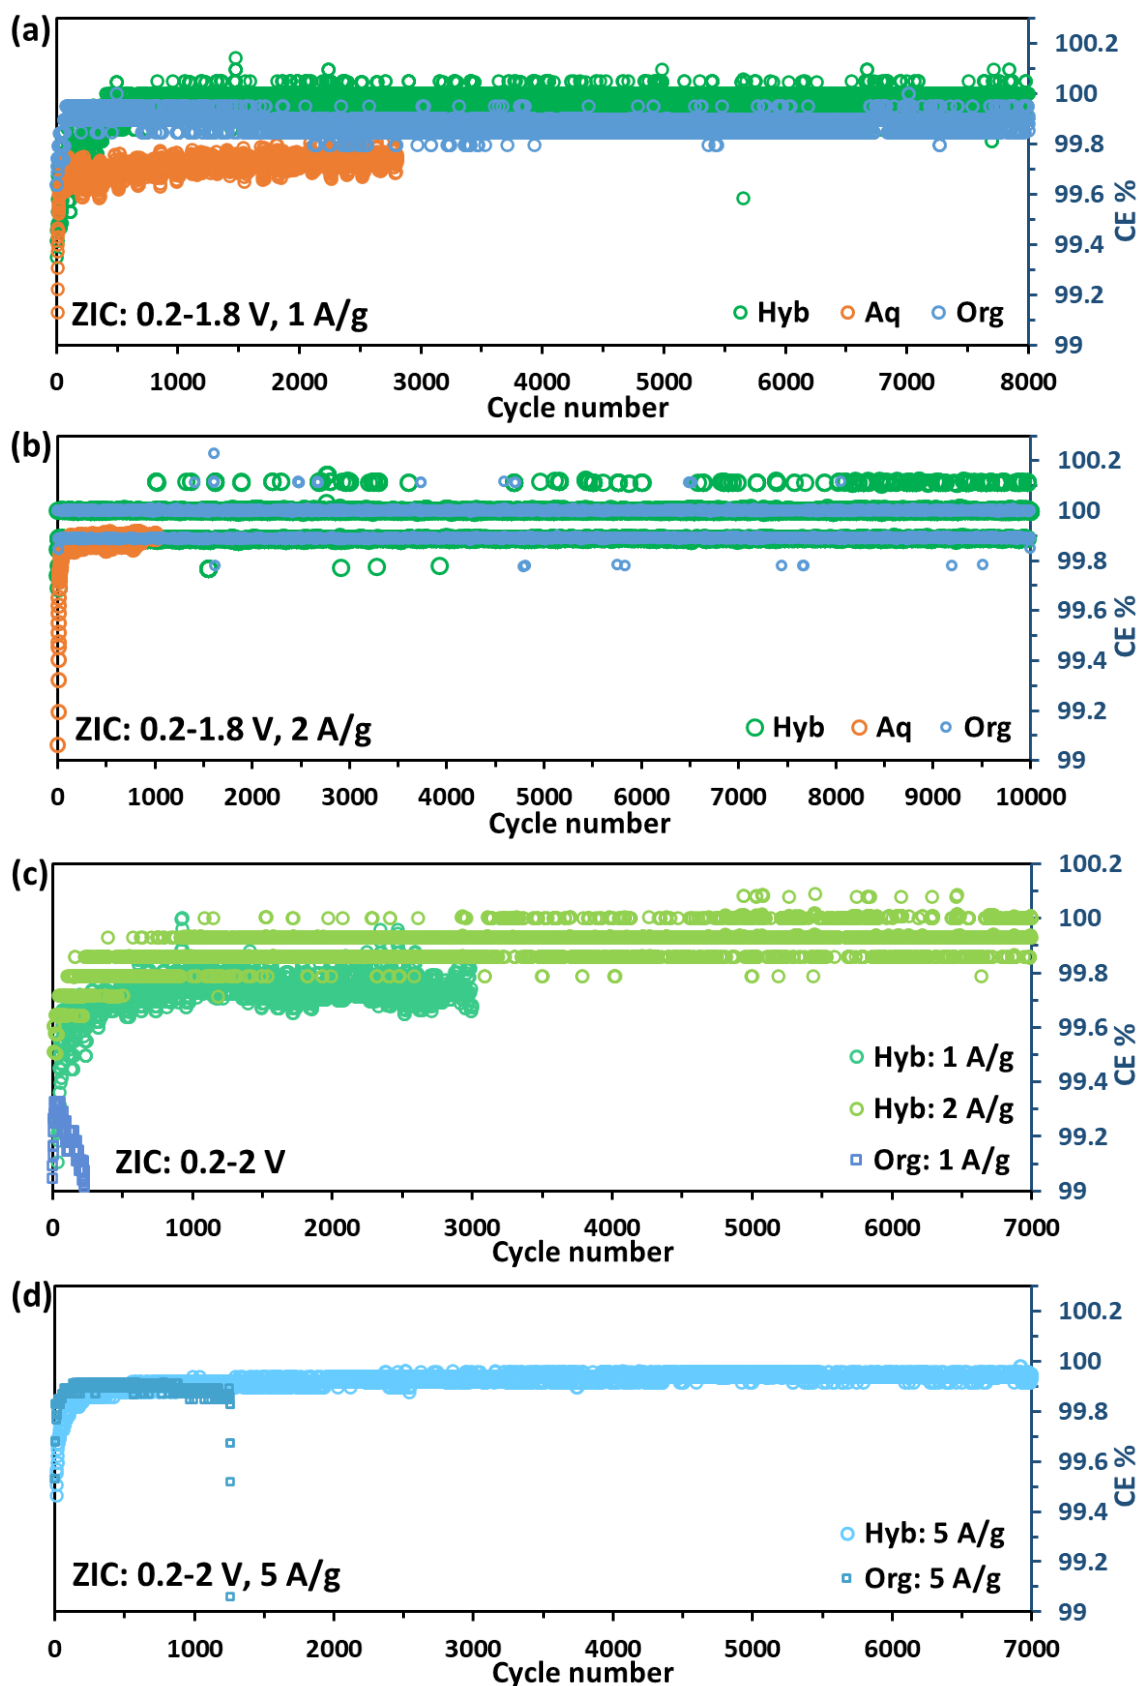 (a)
100.2
100
99.8
99.6
99.4
99.2
99
CE %
ZIC: 0.2-1.8 V, 1 A/g
Hyb Aq Org
0 1000 2000 3000 4000 5000 6000 7000 8000
Cycle number
(b)
100.2
100
99.8
99.6
99.4
99.2
99
CE %
ZIC: 0.2-1.8 V, 2 A/g
Hyb Aq Org
0 1000 2000 3000 4000 5000 6000 7000 8000 9000 10000
Cycle number
(c)
100.2
100
99.8
99.6
99.4
99.2
99
CE %
Hyb: 1 A/g
Hyb: 2 A/g
Org: 1 A/g
ZIC: 0.2-2 V
0 1000 2000 3000 4000 5000 6000 7000
Cycle number
(d)
100.2
100
99.8
99.6
99.4
99.2
99
CE %
Hyb: 5 A/g
Org: 5 A/g
ZIC: 0.2-2 V, 5 A/g
0 1000 2000 3000 4000 5000 6000 7000
Cycle number